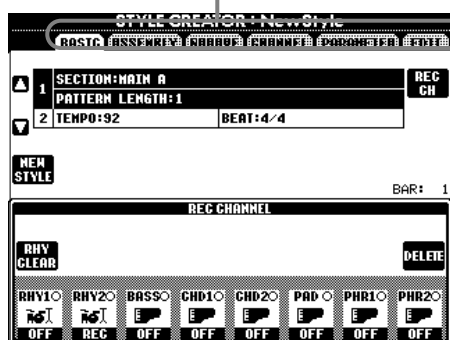 STYLE CREATOR : NewStyle
BASIC ASSEMBLY GROOVE CHANNEL PARAMETER EDIT
1 SECTION:MAIN A
PATTERN LENGTH:1
REC CH
2 TEMPO:92 BEAT:4/4
NEW STYLE
BAR: 1
REC CHANNEL
RHY CLEAR
DELETE
RHY1 RHY2 BASS CHD1 CHD2 PAD PHR1 PHR2
OFF REC OFF OFF OFF OFF OFF OFF